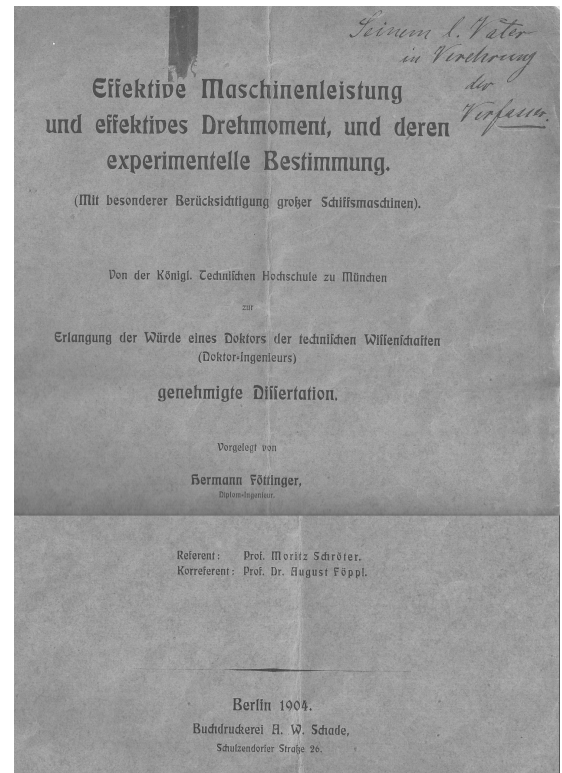 Seinem l. Vater
in Verehrung
der
Verfasser.
Effektive Maschinenleistung
und effektives Drehmoment, und deren
experimentelle Bestimmung.
(Mit besonderer Berücksichtigung großer Schiffsmaschinen).
Von der Königl. Technischen Hochschule zu München
zur
Erlangung der Würde eines Doktors der technischen Wissenschaften
(Doktor-Ingenieurs)
genehmigte Dissertation.
Vorgelegt von
Hermann Föttinger,
Diplom-Ingenieur.
Referent: Prof. Moritz Schröter.
Korreferent: Prof. Dr. August Föppl.
Berlin 1904.
Buchdruckerei A. W. Schade,
Schulzendorfer Straße 26.